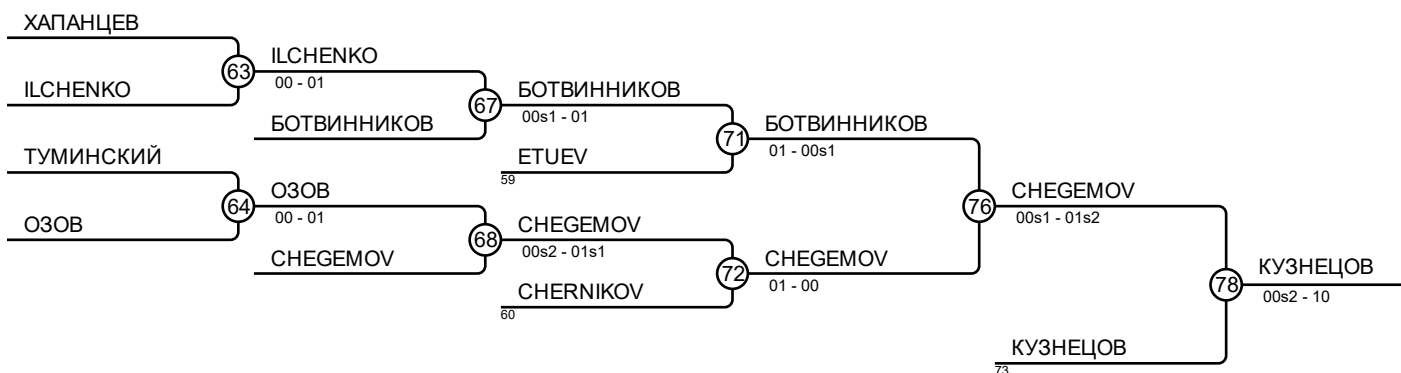 ХАПАНЦЕВ
63
ILCHENKO
00 - 01
ILCHENKO
67
БОТВИННИКОВ
00s1 - 01
БОТВИННИКОВ
71
БОТВИННИКОВ
01 - 00s1
ТУМИНСКИЙ
ETUEV
59
64
ОЗОВ
00 - 01
76
CHEGEMOV
00s1 - 01s2
ОЗОВ
68
CHEGEMOV
00s2 - 01s1
CHEGEMOV
72
CHEGEMOV
01 - 00
78
КУЗНЕЦОВ
00s2 - 10
CHERNIKOV
60
КУЗНЕЦОВ
73